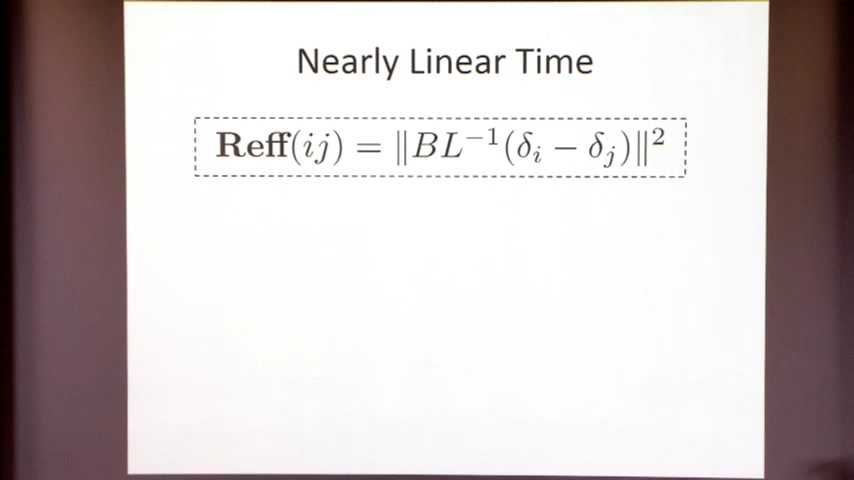 Nearly Linear Time
Reff(ij) = ‖BL⁻¹(δᵢ − δⱼ)‖²